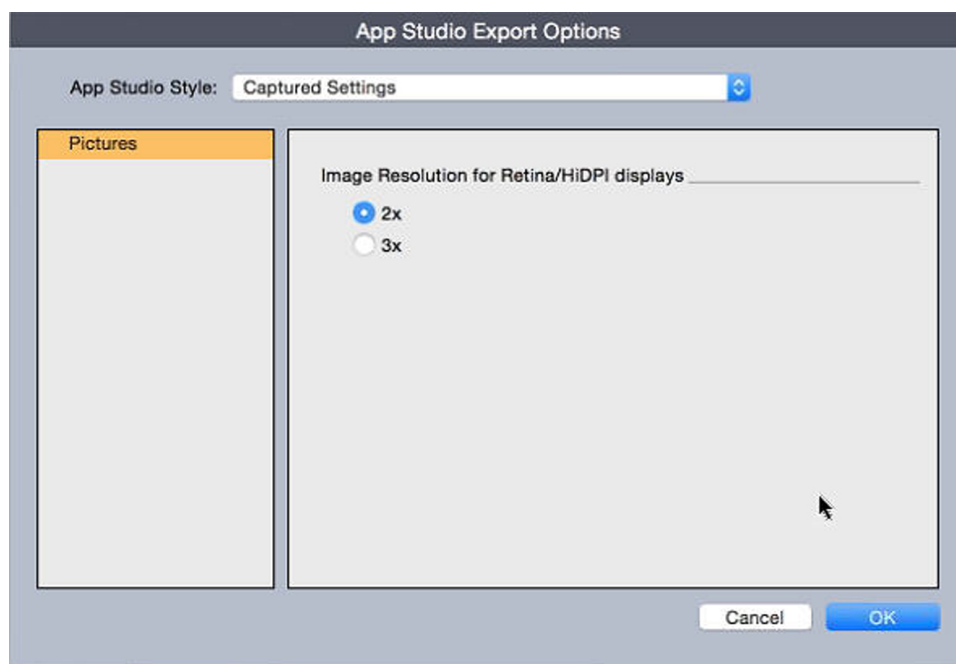 App Studio Export Options
App Studio Style: Captured Settings
Pictures
Image Resolution for Retina/HiDPI displays
2x
3x
Cancel OK